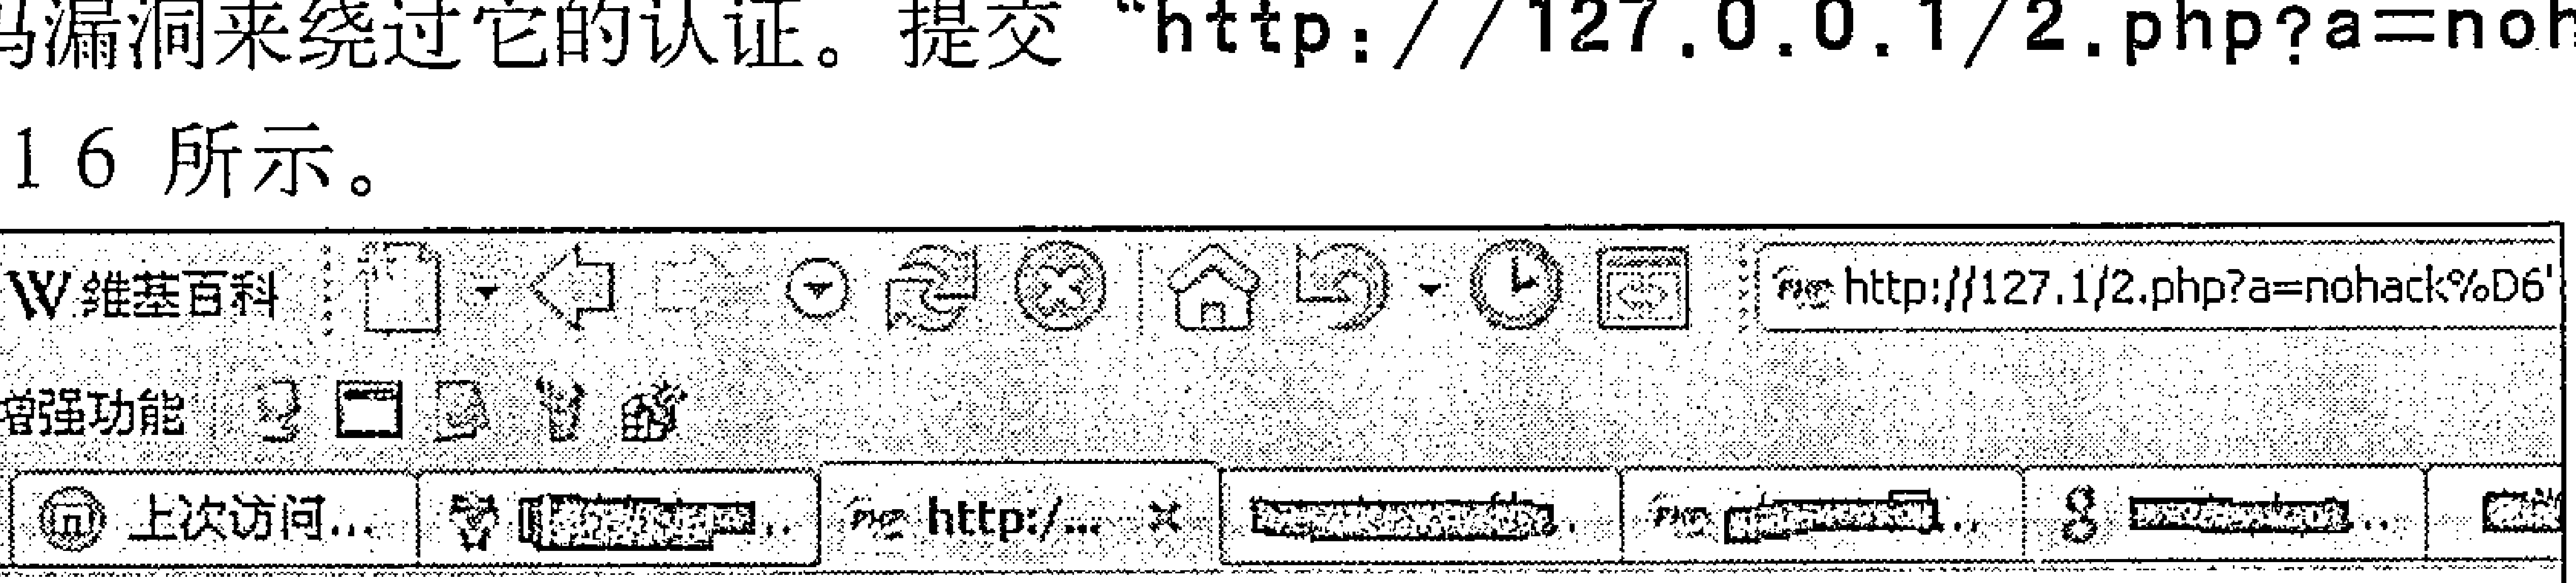 码漏洞来绕过它的认证。提交 “http://127.0.0.1/2.php?a=noh
16 所示。
W 维基百科 http://127.1/2.php?a=nohack%D6'
增强功能
上次访问... http:/...